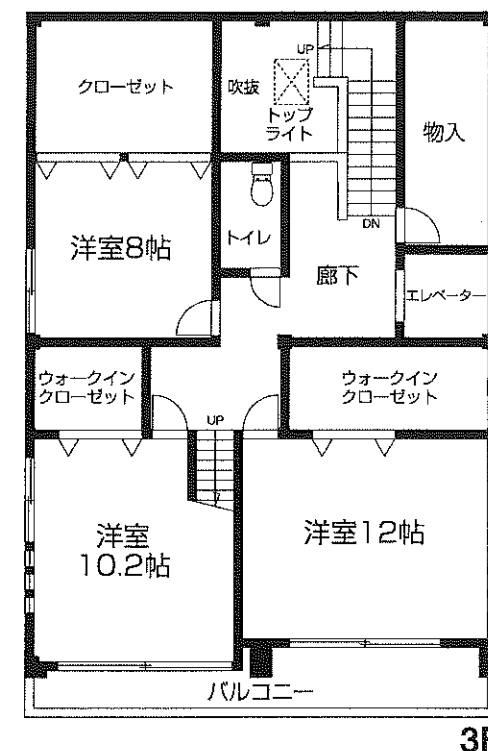 クローゼット
吹抜
UP
トップ
ライト
物入
洋室8帖
トイレ
DN
廊下
エレベーター
ウォークイン
クローゼット
ウォークイン
クローゼット
UP
洋室
10.2帖
洋室12帖
バルコニー
3F